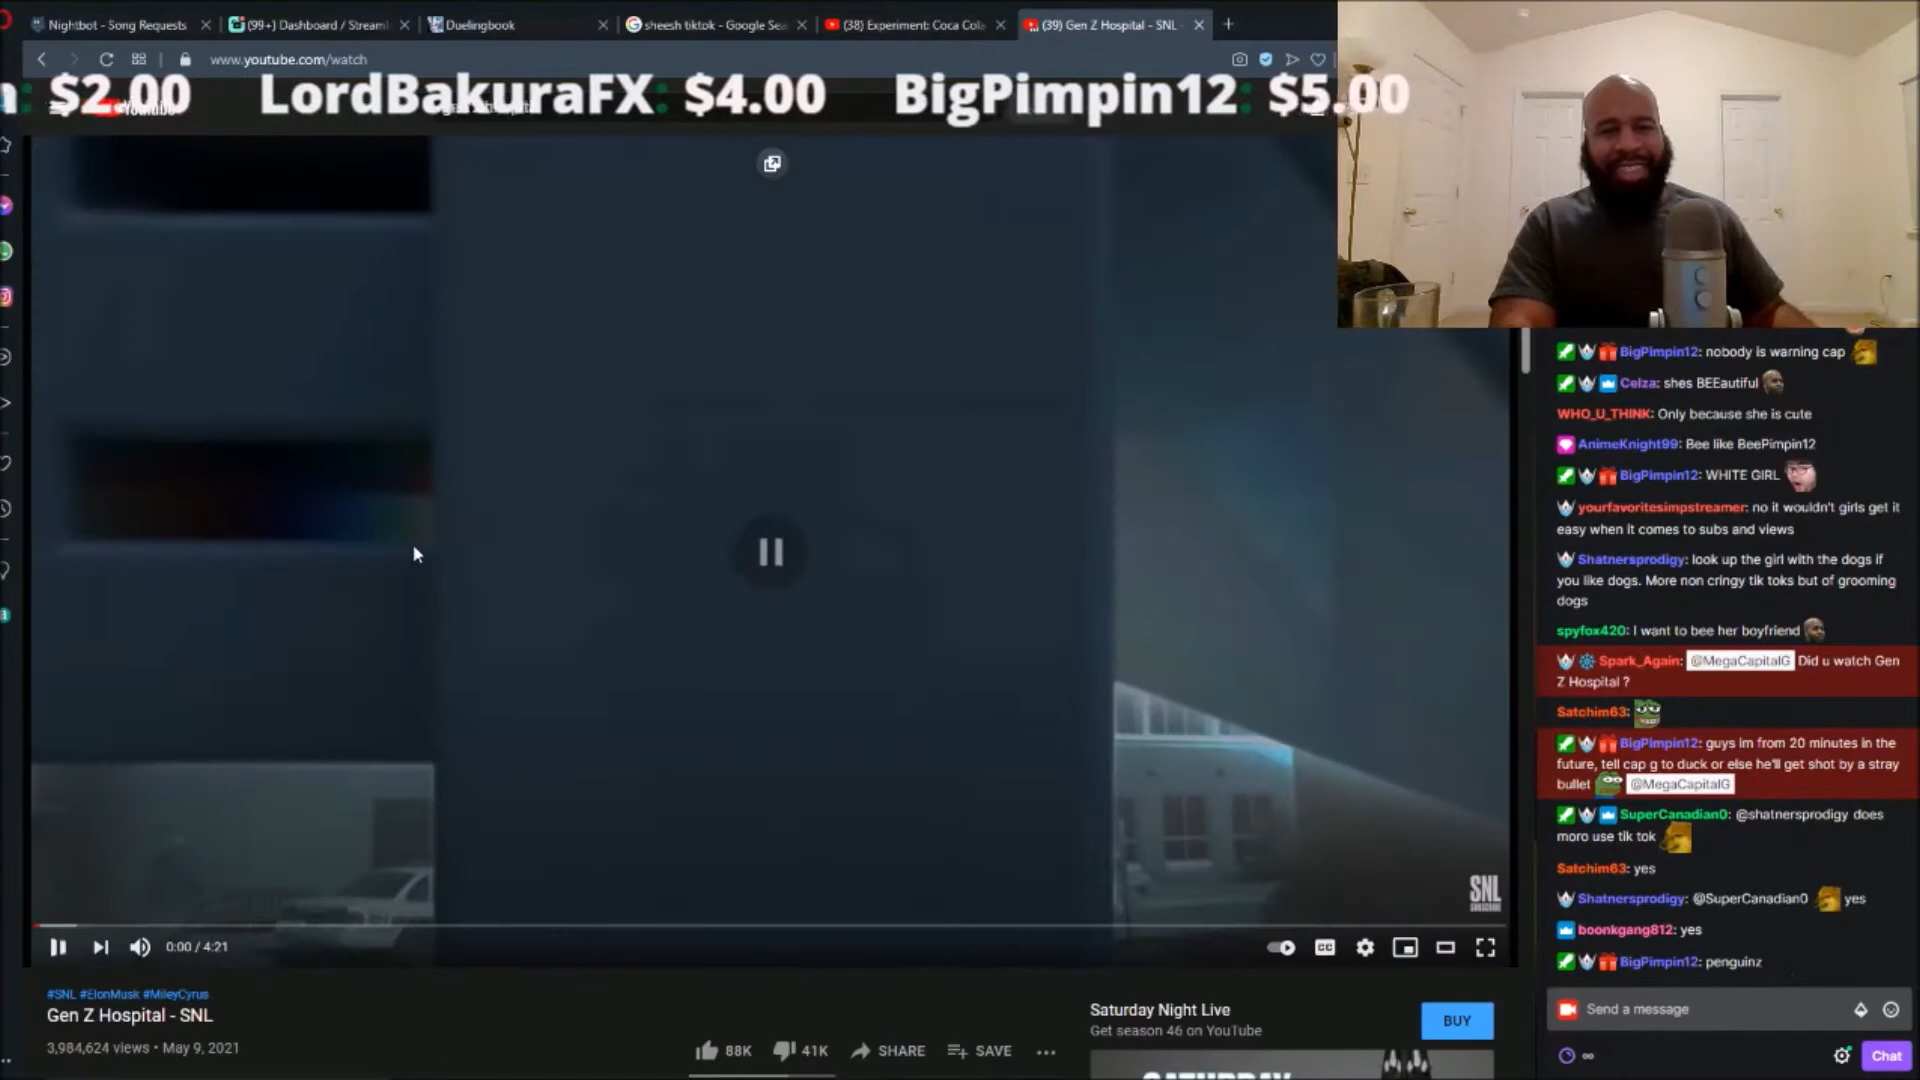 Nightbot - Song Requests
(99+) Dashboard / Streaml
Duelingbook
sheesh tiktok - Google Sea
(38) Experiment: Coca Cola
(39) Gen Z Hospital - SNL -
www.youtube.com/watch
: $2.00 LordBakuraFX: $4.00 BigPimpin12: $5.00
BigPimpin12: nobody is warning cap
Celza: shes BEEautiful
WHO_U_THINK: Only because she is cute
AnimeKnight99: Bee like BeePimpin12
BigPimpin12: WHITE GIRL
yourfavoritesimpstreamer: no it wouldn't girls get it
easy when it comes to subs and views
Shatnersprodigy: look up the girl with the dogs if
you like dogs. More non cringy tik toks but of grooming
dogs
spyfox420: I want to bee her boyfriend
Spark_Again: @MegaCapitalG Did u watch Gen
Z Hospital ?
Satchim63:
BigPimpin12: guys im from 20 minutes in the
future, tell cap g to duck or else he'll get shot by a stray
bullet @MegaCapitalG
SuperCanadian0: @shatnersprodigy does
moro use tik tok
Satchim63: yes
Shatnersprodigy: @SuperCanadian0 yes
boonkgang812: yes
BigPimpin12: penguinz
Send a message
Chat
SNL
SUBSCRIBE
0:00 / 4:21
CC
#SNL #ElonMusk #MileyCyrus
Gen Z Hospital - SNL
3,984,624 views • May 9, 2021
88K
41K
SHARE
SAVE
Saturday Night Live
Get season 46 on YouTube
BUY
SATURDAY